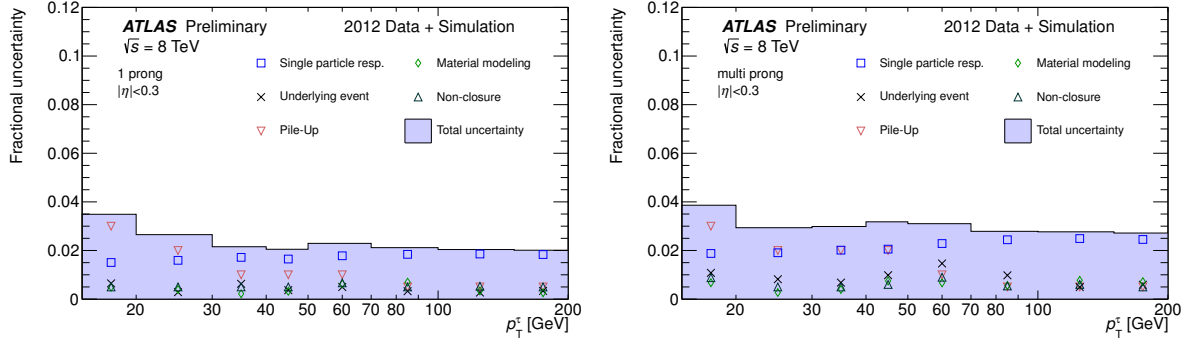 ATLAS Preliminary 2012 Data + Simulation
√s = 8 TeV
1 prong
|η|<0.3
Single particle resp.
Material modeling
Underlying event
Non-closure
Pile-Up
Total uncertainty
Fractional uncertainty
0.12
0.1
0.08
0.06
0.04
0.02
0
20 30 40 50 60 70 80 100 200
p_T^τ [GeV]
ATLAS Preliminary 2012 Data + Simulation
√s = 8 TeV
multi prong
|η|<0.3
Single particle resp.
Material modeling
Underlying event
Non-closure
Pile-Up
Total uncertainty
Fractional uncertainty
0.12
0.1
0.08
0.06
0.04
0.02
0
20 30 40 50 60 70 80 100 200
p_T^τ [GeV]